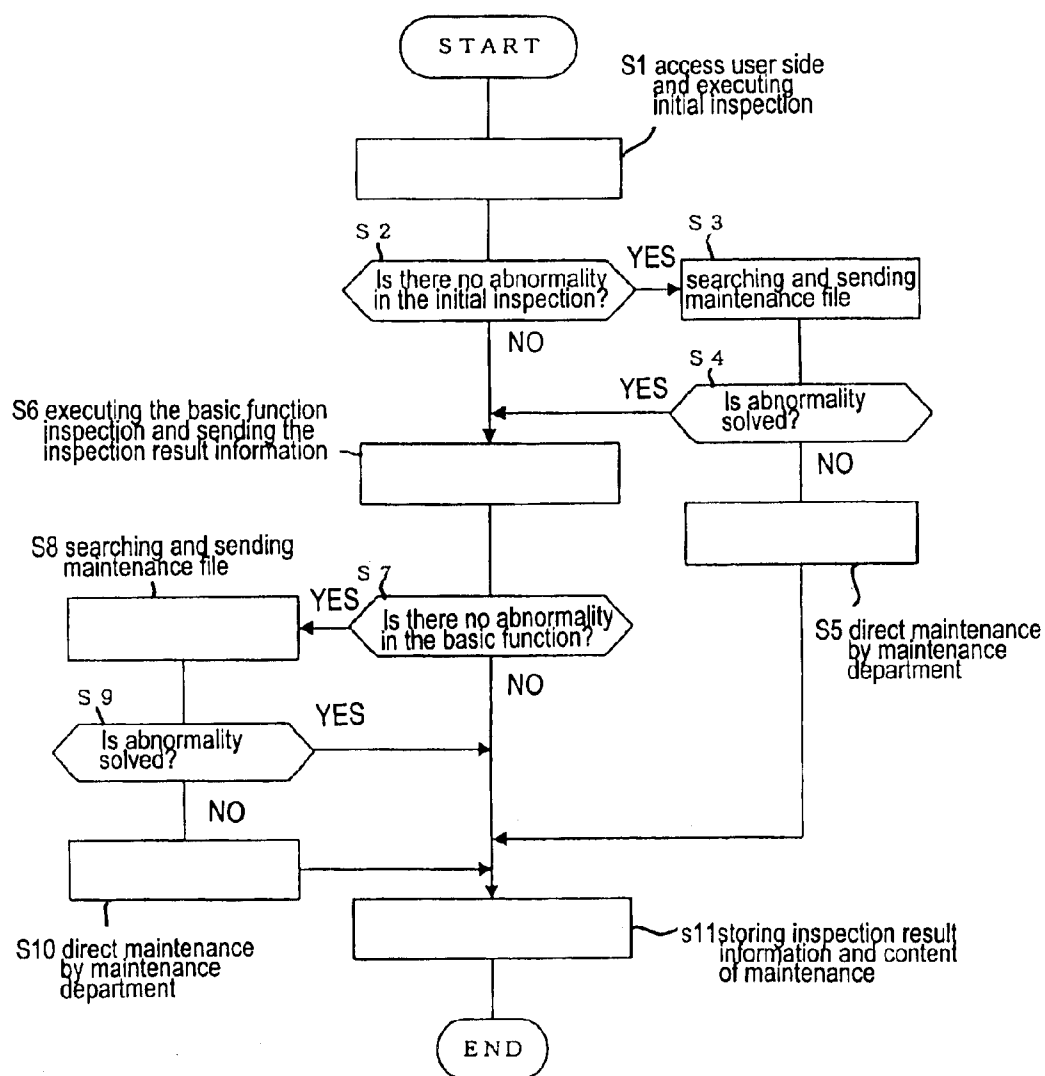 START
S1 access user side
and executing
initial inspection
S 2
Is there no abnormality
in the initial inspection?
YES
S 3
searching and sending
maintenance file
NO
S 4
YES
Is abnormality
solved?
S6 executing the basic function
inspection and sending the
inspection result information
NO
S8 searching and sending
maintenance file
S 7
YES
Is there no abnormality
in the basic function?
S5 direct maintenance
by maintenance
department
NO
S 9
YES
Is abnormality
solved?
NO
S10 direct maintenance
by maintenance
department
s11storing inspection result
information and content
of maintenance
END